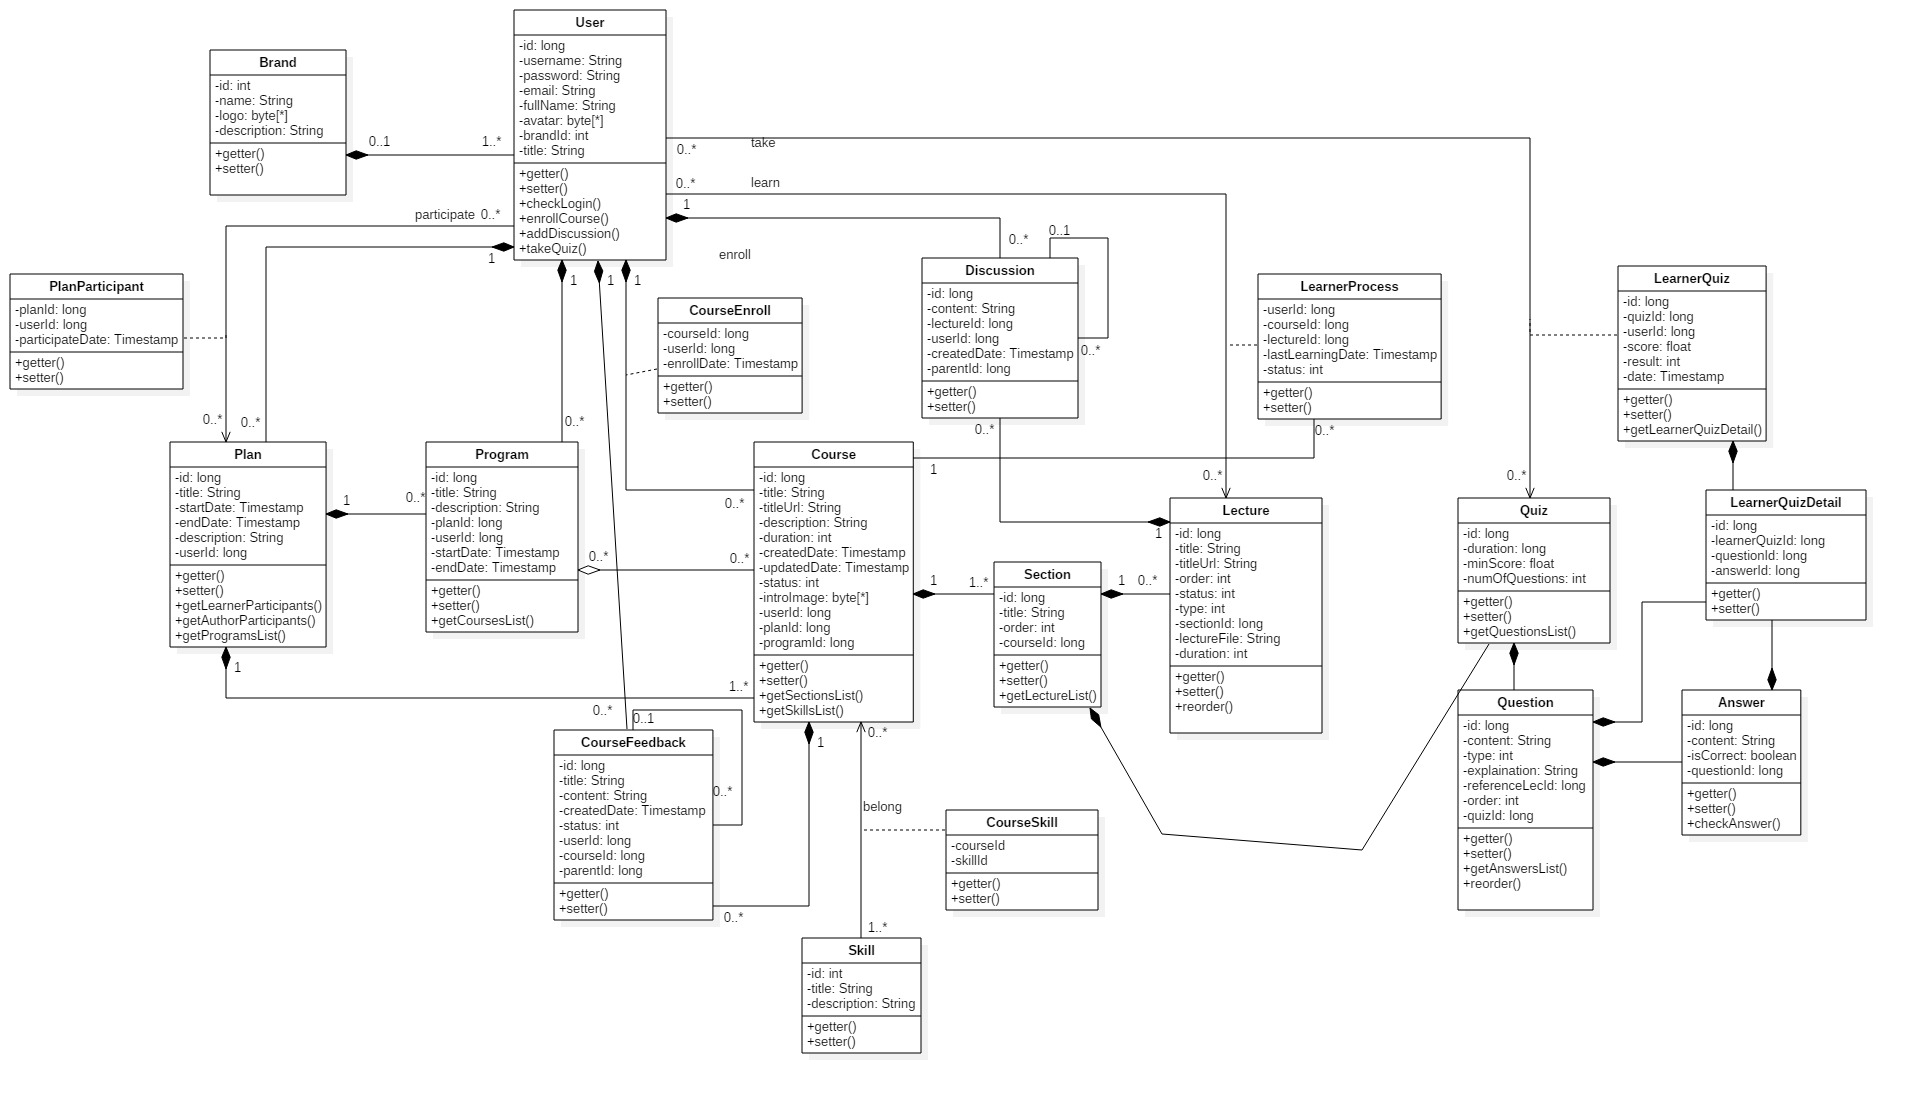 User
-id: long
-username: String
-password: String
-email: String
-fullName: String
-avatar: byte[*]
-brandId: int
-title: String
+getter()
+setter()
+checkLogin()
+enrollCourse()
+addDiscussion()
+takeQuiz()
Brand
-id: int
-name: String
-logo: byte[*]
-description: String
+getter()
+setter()
0..1
1..*
0..*
take
0..*
learn
1
participate
0..*
1
1
1
1
enroll
0..*
0..1
0..*
PlanParticipant
-planId: long
-userId: long
-participateDate: Timestamp
+getter()
+setter()
CourseEnroll
-courseId: long
-userId: long
-enrollDate: Timestamp
+getter()
+setter()
Discussion
-id: long
-content: String
-lectureId: long
-userId: long
-createdDate: Timestamp
-parentId: long
+getter()
+setter()
LearnerProcess
-userId: long
-courseId: long
-lectureId: long
-lastLearningDate: Timestamp
-status: int
+getter()
+setter()
LearnerQuiz
-id: long
-quizId: long
-userId: long
-score: float
-result: int
-date: Timestamp
+getter()
+setter()
+getLearnerQuizDetail()
0..*
0..*
0..*
0..*
0..*
1
0..*
0..*
0..*
Plan
-id: long
-title: String
-startDate: Timestamp
-endDate: Timestamp
-description: String
-userId: long
+getter()
+setter()
+getLearnerParticipants()
+getAuthorParticipants()
+getProgramsList()
1
0..*
Program
-id: long
-title: String
-description: String
-planId: long
-userId: long
-startDate: Timestamp
-endDate: Timestamp
+getter()
+setter()
+getCoursesList()
0..*
0..*
Course
-id: long
-title: String
-titleUrl: String
-description: String
-duration: int
-createdDate: Timestamp
-updatedDate: Timestamp
-status: int
-introImage: byte[*]
-userId: long
-planId: long
-programId: long
+getter()
+setter()
+getSectionsList()
+getSkillsList()
1
1..*
Section
-id: long
-title: String
-order: int
-courseId: long
+getter()
+setter()
+getLectureList()
1
0..*
1
Lecture
-id: long
-title: String
-titleUrl: String
-order: int
-status: int
-type: int
-sectionId: long
-lectureFile: String
-duration: int
+getter()
+setter()
+reorder()
Quiz
-id: long
-duration: long
-minScore: float
-numOfQuestions: int
+getter()
+setter()
+getQuestionsList()
LearnerQuizDetail
-id: long
-learnerQuizId: long
-questionId: long
-answerId: long
+getter()
+setter()
1
1..*
0..*
0..1
0..*
1
0..*
0..*
CourseFeedback
-id: long
-title: String
-content: String
-createdDate: Timestamp
-status: int
-userId: long
-courseId: long
-parentId: long
+getter()
+setter()
belong
1..*
CourseSkill
-courseId
-skillId
+getter()
+setter()
Question
-id: long
-content: String
-type: int
-explaination: String
-referenceLecId: long
-order: int
-quizId: long
+getter()
+setter()
+getAnswersList()
+reorder()
Answer
-id: long
-content: String
-isCorrect: boolean
-questionId: long
+getter()
+setter()
+checkAnswer()
Skill
-id: int
-title: String
-description: String
+getter()
+setter()